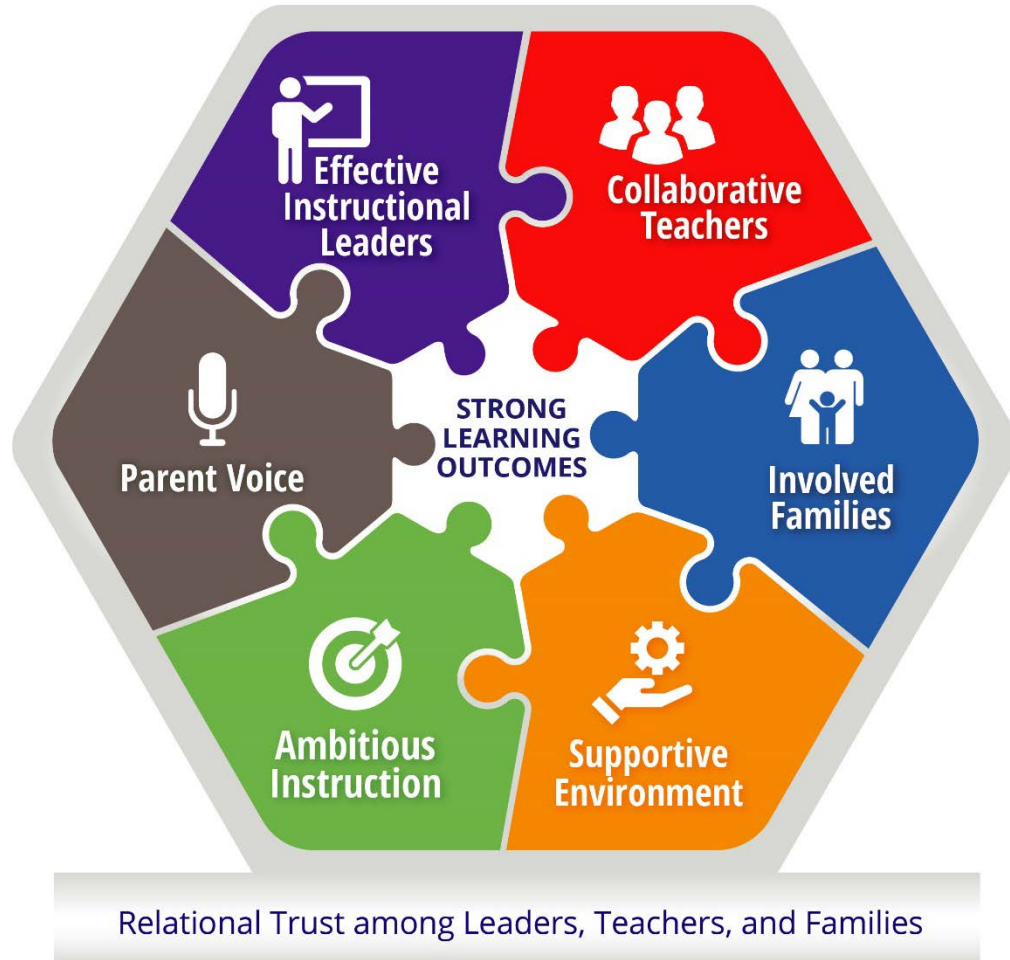 Effective
Instructional
Leaders
Collaborative
Teachers
Parent Voice
STRONG
LEARNING
OUTCOMES
Involved
Families
Ambitious
Instruction
Supportive
Environment
Relational Trust among Leaders, Teachers, and Families